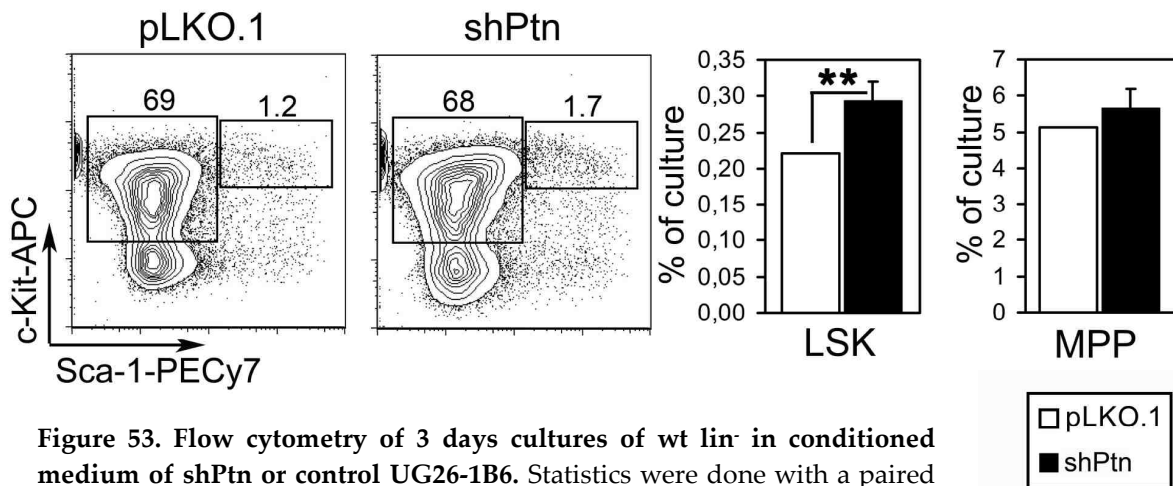 pLKO.1
shPtn
69
1.2
68
1.7
c-Kit-APC
Sca-1-PECy7
% of culture
0,35
0,30
0,25
0,20
0,15
0,10
0,05
0,00
**
LSK
% of culture
7
6
5
4
3
2
1
0
MPP
pLKO.1
shPtn
Figure 53. Flow cytometry of 3 days cultures of wt lin- in conditioned
medium of shPtn or control UG26-1B6. Statistics were done with a paired